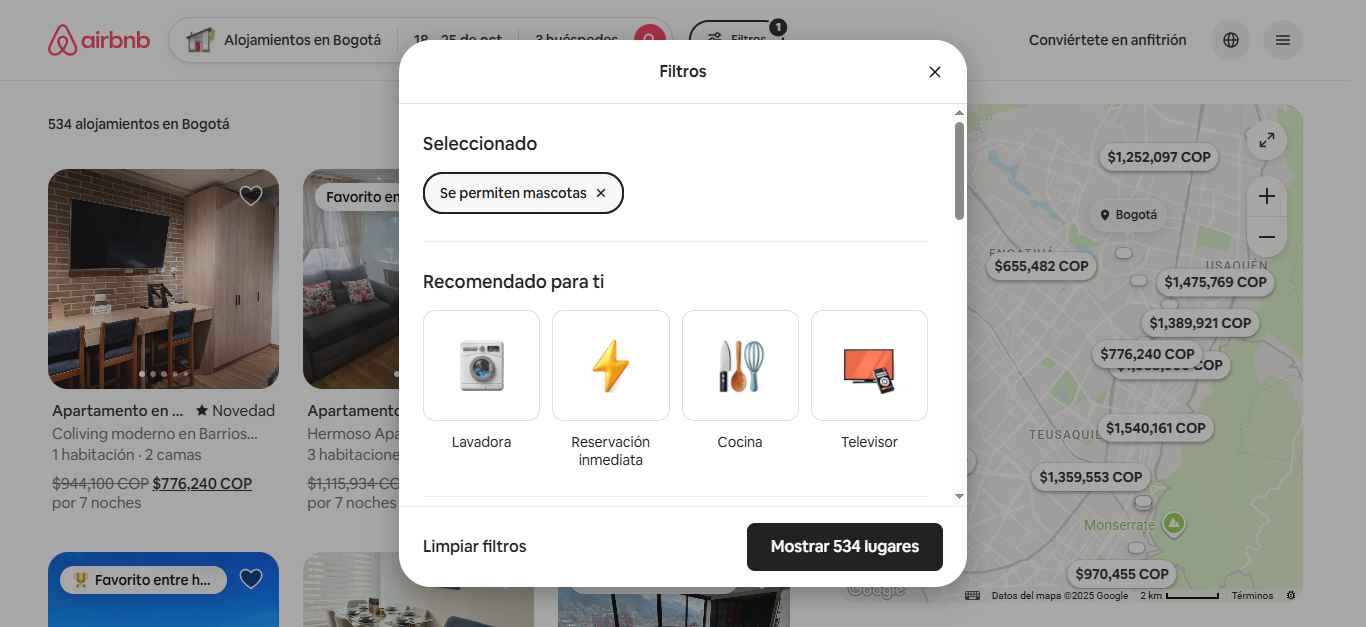 airbnb
Alojamientos en Bogotá
18 – 25 de oct
3 huéspedes
Filtros
1
Conviértete en anfitrión
Filtros
534 alojamientos en Bogotá
Seleccionado
Se permiten mascotas
Recomendado para ti
Lavadora
Reservación inmediata
Cocina
Televisor
Limpiar filtros
Mostrar 534 lugares
Favorito en
Apartamento en ...
Novedad
Coliving moderno en Barrios...
1 habitación · 2 camas
$944,100 COP $776,240 COP
por 7 noches
Apartamento
Hermoso Apa
3 habitacione
$1,115,934 CO
por 7 noches
Favorito entre h...
$1,252,097 COP
Bogotá
$655,482 COP
USAQUÉN
$1,475,769 COP
$1,389,921 COP
$776,240 COP
COP
$1,540,161 COP
TEUSAQUIL
$1,359,553 COP
Monserrate
$970,455 COP
Google
Datos del mapa ©2025 Google
2 km
Términos